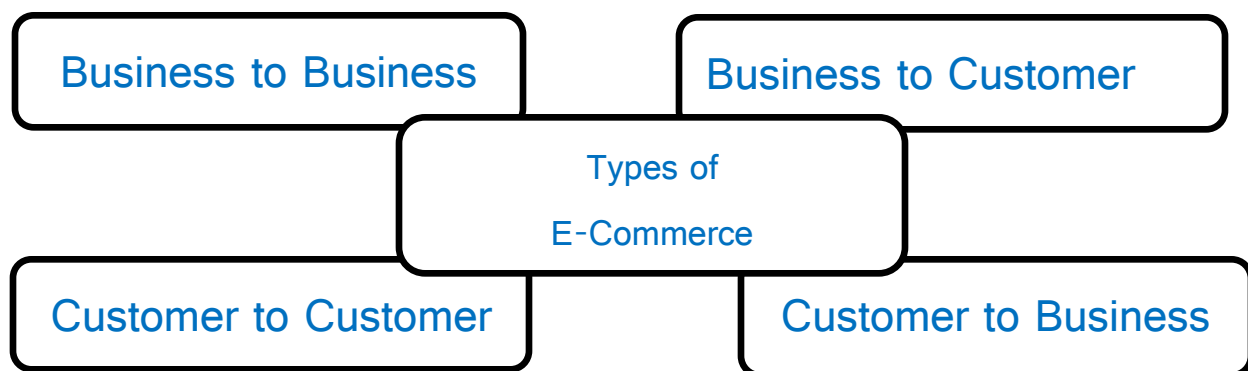 Business to Business
Business to Customer
Types of
E-Commerce
Customer to Customer
Customer to Business